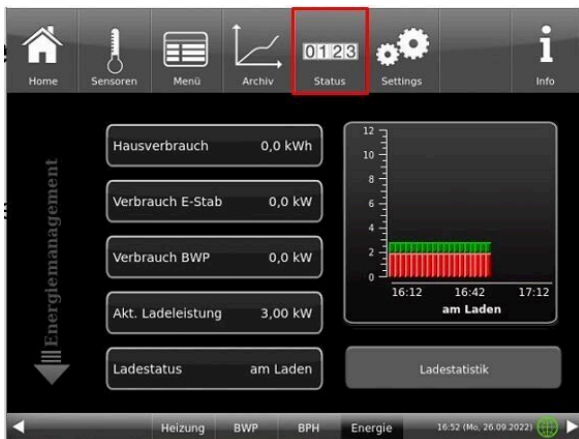 Home Sensoren Menü Archiv 0123 Status Settings i Info
Energiemanagement
Hausverbrauch 0,0 kWh
Verbrauch E-Stab 0,0 kW
Verbrauch BWP 0,0 kW
Akt. Ladeleistung 3,00 kW
Ladestatus am Laden
12
10
8
6
4
2
0
16:12 16:42 17:12
am Laden
Ladestatistik
Heizung BWP BPH Energie 16:52 (Mo, 26.09.2022)